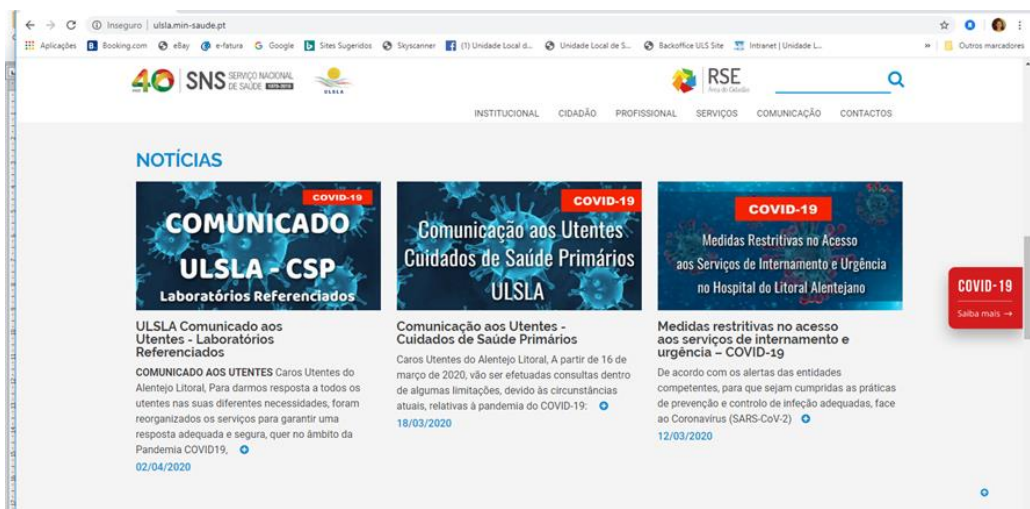 Inseguro | ulsla.min-saude.pt
Aplicações Booking.com eBay e-fatura Google Sites Sugeridos Skyscanner (1) Unidade Local d... Unidade Local de S... Backoffice ULS Site Intranet | Unidade L... » Outros marcadores
40 SNS SERVIÇO NACIONAL DE SAÚDE ULSLA RSE
Área do Cidadão
INSTITUCIONAL CIDADÃO PROFISSIONAL SERVIÇOS COMUNICAÇÃO CONTACTOS
NOTÍCIAS
COVID-19
COMUNICADO
ULSLA - CSP
Laboratórios Referenciados
ULSLA Comunicado aos
Utentes - Laboratórios
Referenciados
COMUNICADO AOS UTENTES Caros Utentes do
Alentejo Litoral, Para darmos resposta a todos os
utentes nas suas diferentes necessidades, foram
reorganizados os serviços para garantir uma
resposta adequada e segura, quer no âmbito da
Pandemia COVID19,
02/04/2020
COVID-19
Comunicação aos Utentes
Cuidados de Saúde Primários
ULSLA
Comunicação aos Utentes -
Cuidados de Saúde Primários
Caros Utentes do Alentejo Litoral, A partir de 16 de
março de 2020, vão ser efetuadas consultas dentro
de algumas limitações, devido às circunstâncias
atuais, relativas à pandemia do COVID-19:
18/03/2020
COVID-19
Medidas Restritivas no Acesso
aos Serviços de Internamento e Urgência
no Hospital do Litoral Alentejano
Medidas restritivas no acesso
aos serviços de internamento e
urgência – COVID-19
De acordo com os alertas das entidades
competentes, para que sejam cumpridas as práticas
de prevenção e controlo de infeção adequadas, face
ao Coronavírus (SARS-CoV-2)
12/03/2020
COVID-19
Saiba mais →